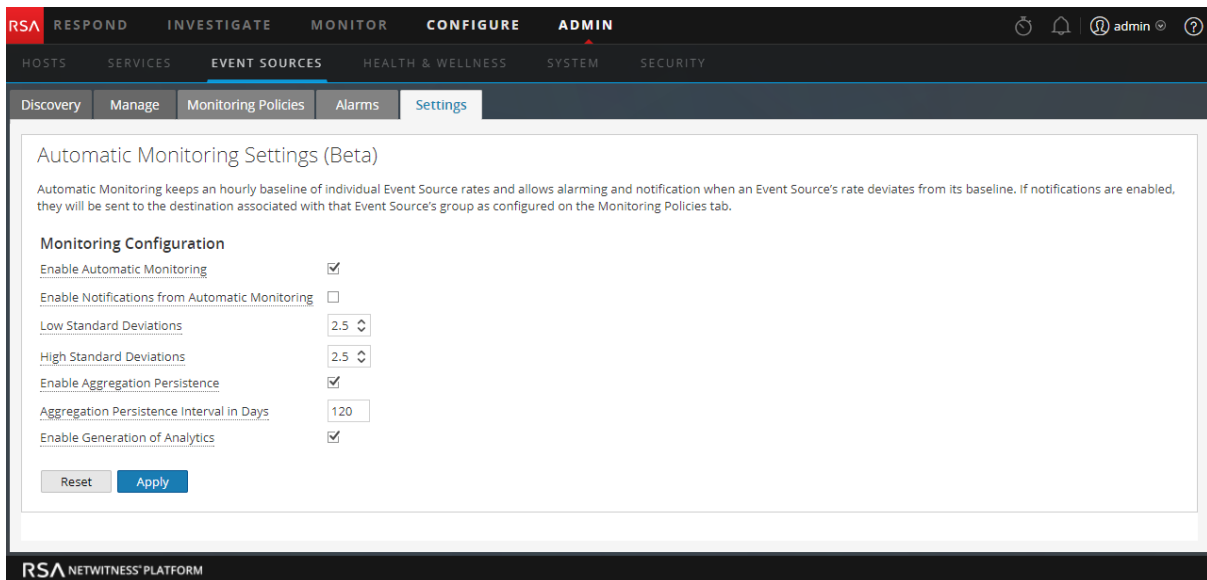 RSA RESPOND INVESTIGATE MONITOR CONFIGURE ADMIN admin ?
HOSTS SERVICES EVENT SOURCES HEALTH & WELLNESS SYSTEM SECURITY
Discovery Manage Monitoring Policies Alarms Settings
Automatic Monitoring Settings (Beta)
Automatic Monitoring keeps an hourly baseline of individual Event Source rates and allows alarming and notification when an Event Source's rate deviates from its baseline. If notifications are enabled,
they will be sent to the destination associated with that Event Source's group as configured on the Monitoring Policies tab.
Monitoring Configuration
Enable Automatic Monitoring
Enable Notifications from Automatic Monitoring
Low Standard Deviations 2.5
High Standard Deviations 2.5
Enable Aggregation Persistence
Aggregation Persistence Interval in Days 120
Enable Generation of Analytics
Reset Apply
RSA NETWITNESS® PLATFORM